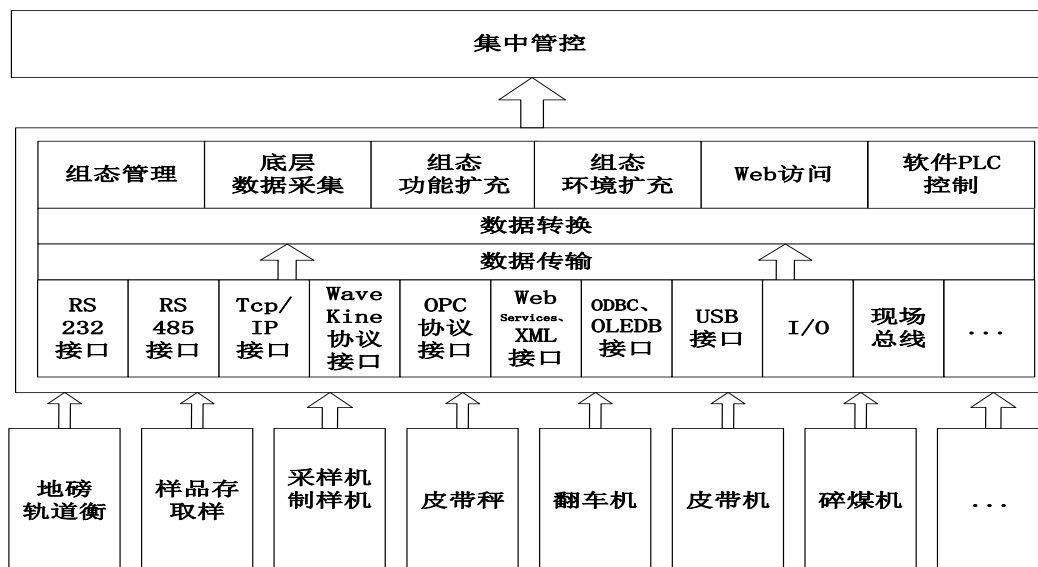 集中管控
组态管理
底层
数据采集
组态
功能扩充
组态
环境扩充
Web访问
软件PLC
控制
数据转换
数据传输
RS
232
接口
RS
485
接口
Tcp/
IP
接口
Wave
Kine
协议
接口
OPC
协议
接口
Web
Services、
XML
接口
ODBC、
OLEDB
接口
USB
接口
I/O
现场
总线
...
地磅
轨道衡
样品存
取样
采样机
制样机
皮带秤
翻车机
皮带机
碎煤机
...